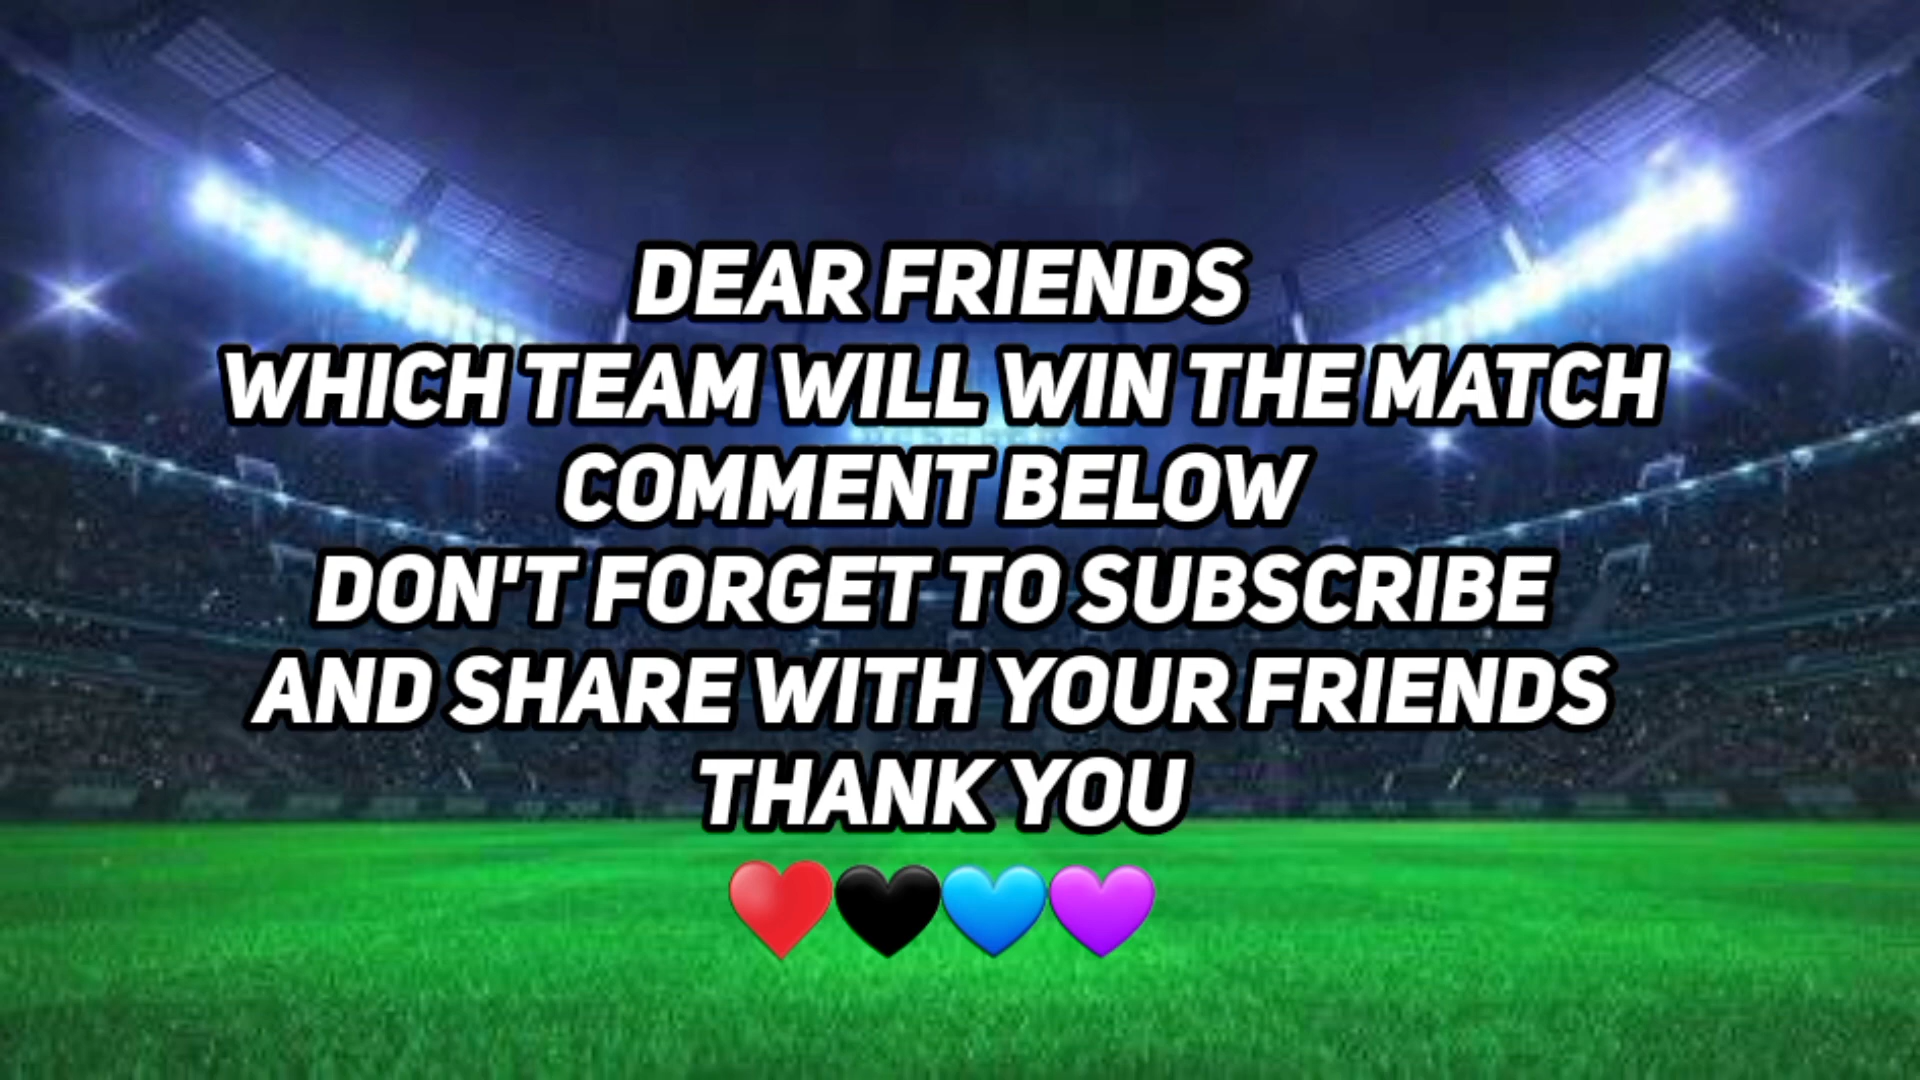 DEAR FRIENDS
WHICH TEAM WILL WIN THE MATCH
COMMENT BELOW
DON'T FORGET TO SUBSCRIBE
AND SHARE WITH YOUR FRIENDS
THANK YOU
❤️🖤💙💜